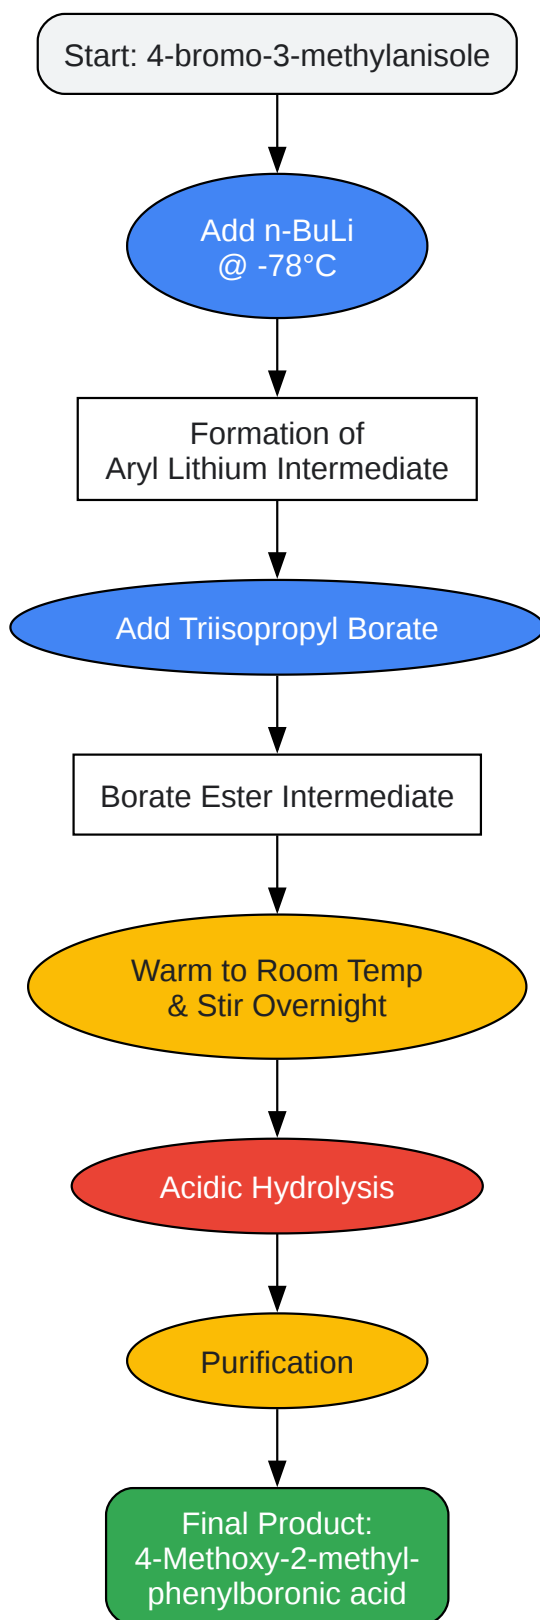 Start: 4-bromo-3-methylanisole
Add n-BuLi
@ -78°C
Formation of
Aryl Lithium Intermediate
Add Triisopropyl Borate
Borate Ester Intermediate
Warm to Room Temp
& Stir Overnight
Acidic Hydrolysis
Purification
Final Product:
4-Methoxy-2-methyl-
phenylboronic acid